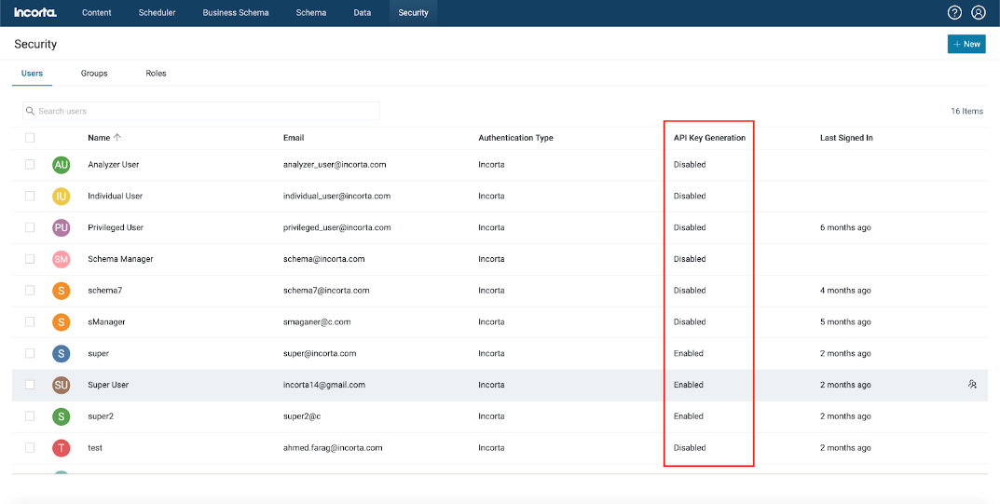 incorta. Content Scheduler Business Schema Schema Data Security
Security
+ New
Users Groups Roles
Search users
16 Items
Name Email Authentication Type API Key Generation Last Signed In
AU Analyzer User analyzer_user@incorta.com Incorta Disabled
IU Individual User individual_user@incorta.com Incorta Disabled
PU Privileged User privileged_user@incorta.com Incorta Disabled 6 months ago
SM Schema Manager schema@incorta.com Incorta Disabled
S schema7 schema7@incorta.com Incorta Disabled 4 months ago
S sManager smaganer@c.com Incorta Disabled 5 months ago
S super super@incorta.com Incorta Enabled 2 months ago
SU Super User incorta14@gmail.com Incorta Enabled 2 months ago
S super2 super2@c Incorta Enabled 2 months ago
T test ahmed.farag@incorta.com Incorta Disabled 2 months ago